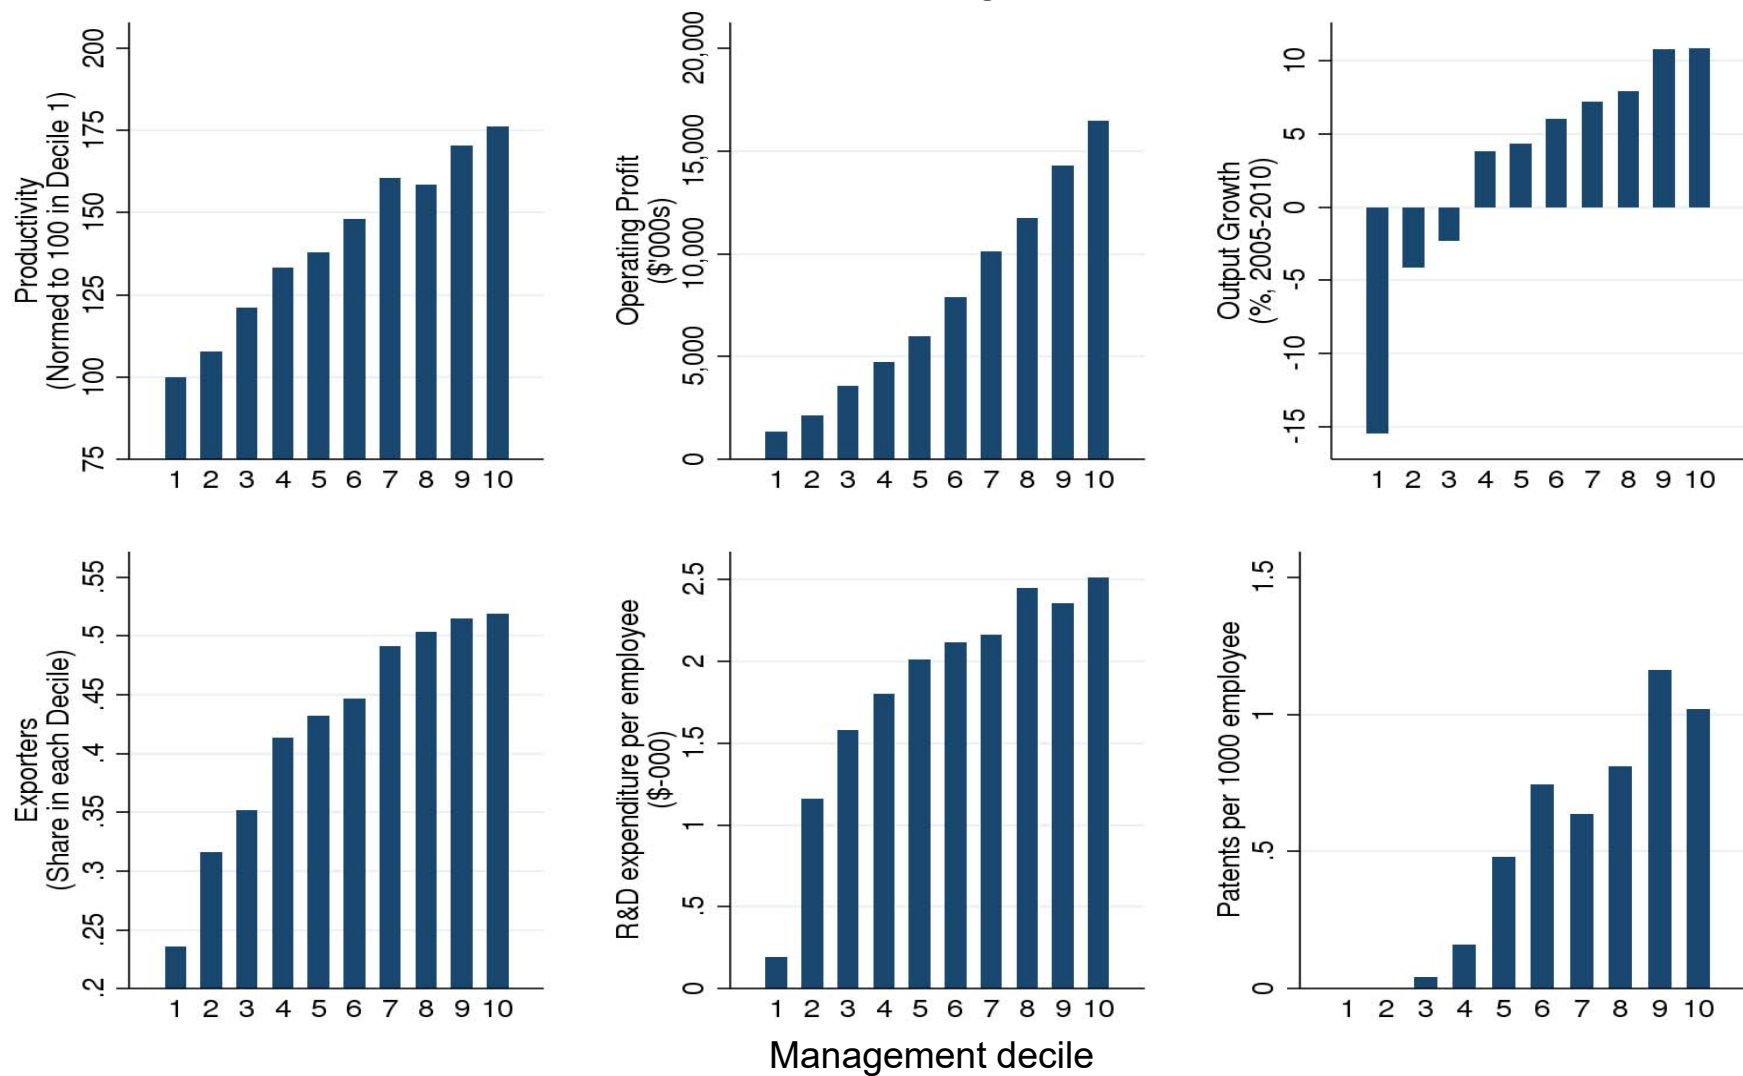 Productivity
(Normed to 100 in Decile 1)
75 100 125 150 175 200
1 2 3 4 5 6 7 8 9 10
Operating Profit
($'000s)
0 5,000 10,000 15,000 20,000
1 2 3 4 5 6 7 8 9 10
Output Growth
(%, 2005-2010)
-15 -10 -5 0 5 10
1 2 3 4 5 6 7 8 9 10
Exporters
(Share in each Decile)
.2 .25 .3 .35 .4 .45 .5 .55
1 2 3 4 5 6 7 8 9 10
R&D expenditure per employee
($-000)
0 .5 1 1.5 2 2.5
1 2 3 4 5 6 7 8 9 10
Patents per 1000 employee
0 .5 1 1.5
1 2 3 4 5 6 7 8 9 10
Management decile